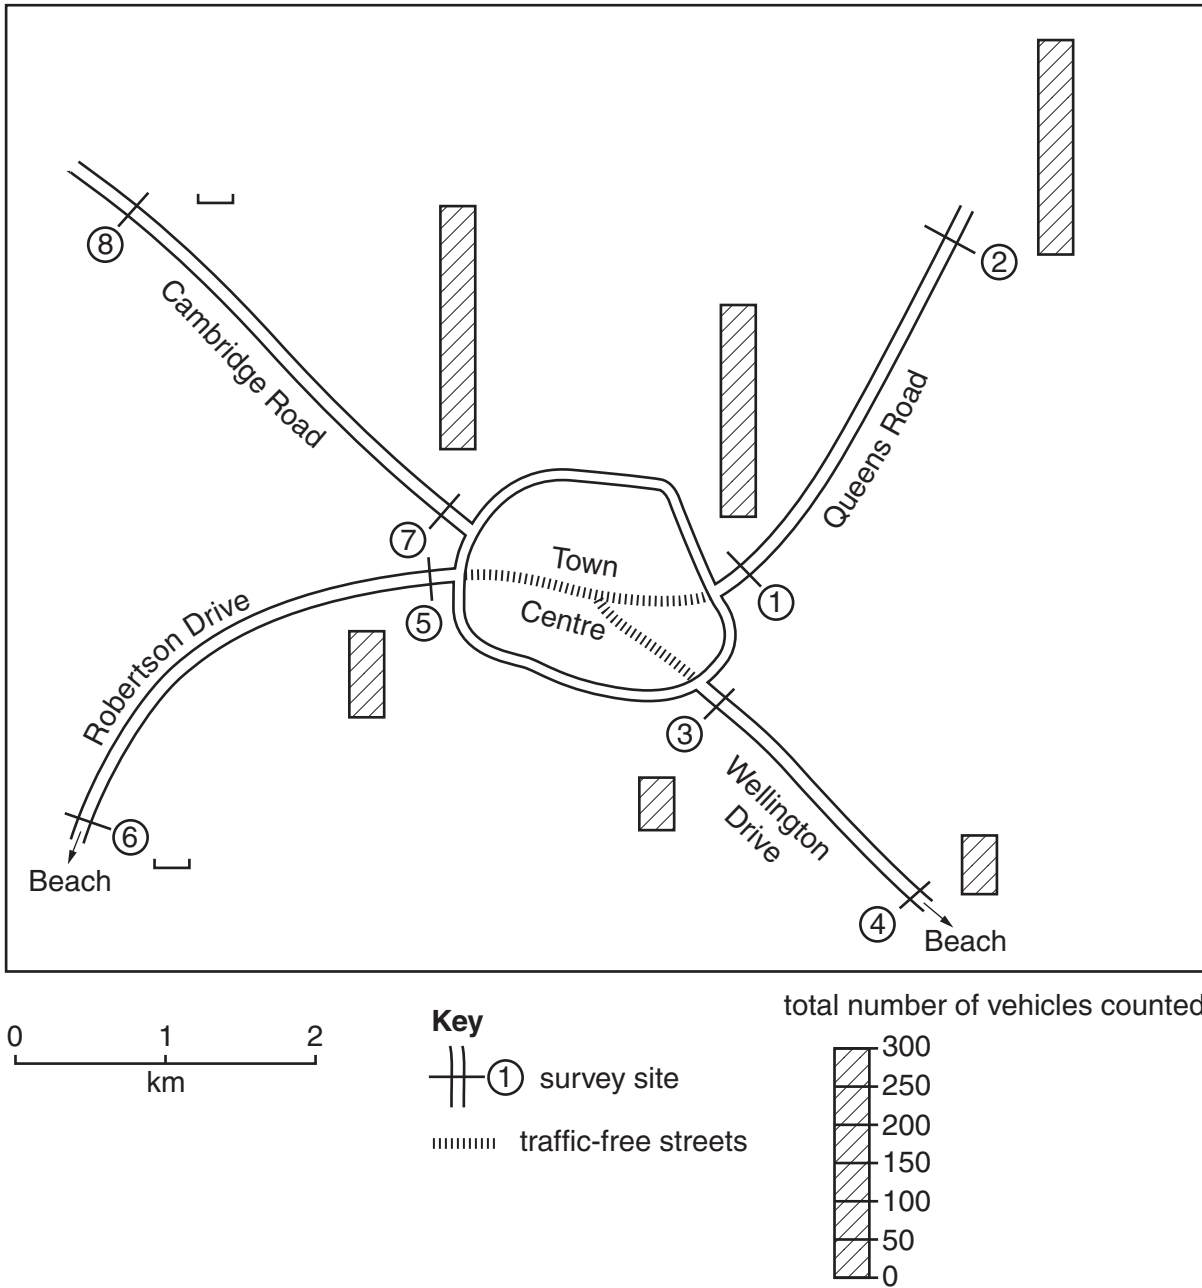 2
8
Cambridge Road
Queens Road
7
Town
Centre
1
5
Robertson Drive
3
Wellington
Drive
6
Beach
4
Beach
total number of vehicles counted
0 1 2
km
Key
1 survey site
traffic-free streets
300
250
200
150
100
50
0